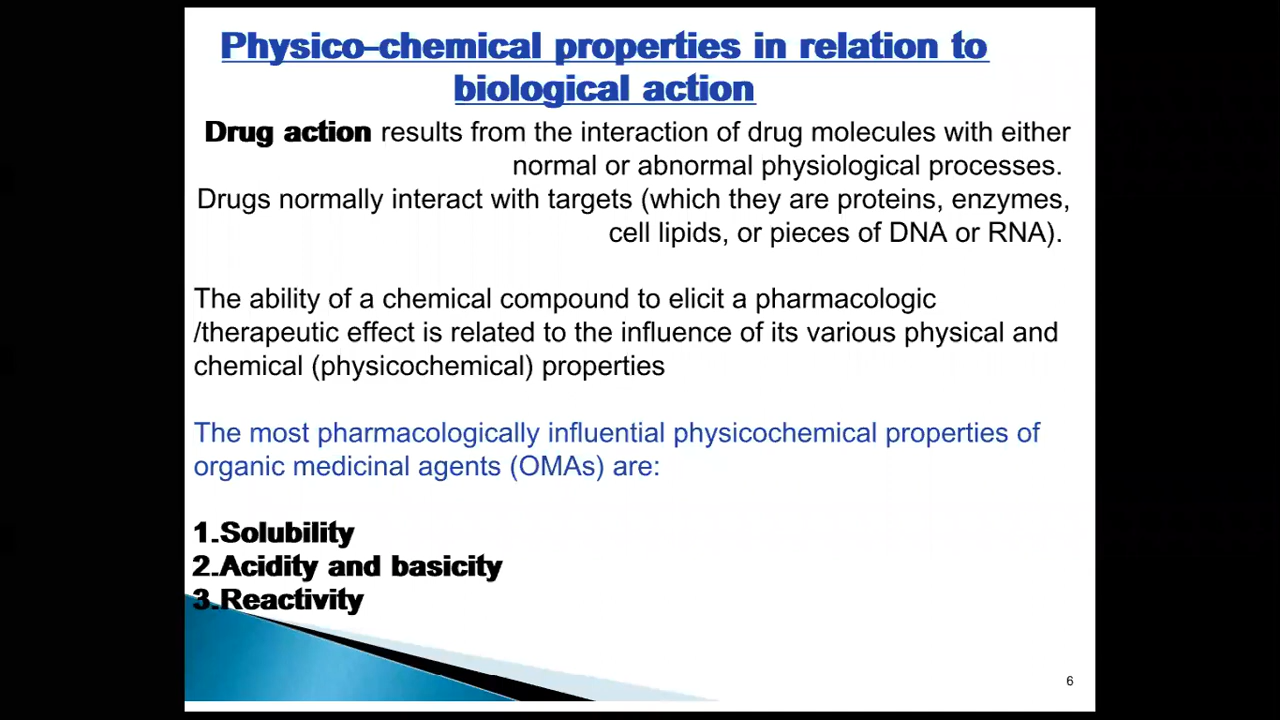 Physico-chemical properties in relation to
biological action
Drug action results from the interaction of drug molecules with either
normal or abnormal physiological processes.
Drugs normally interact with targets (which they are proteins, enzymes,
cell lipids, or pieces of DNA or RNA).
The ability of a chemical compound to elicit a pharmacologic
/therapeutic effect is related to the influence of its various physical and
chemical (physicochemical) properties
The most pharmacologically influential physicochemical properties of
organic medicinal agents (OMAs) are:
1.Solubility
2.Acidity and basicity
3.Reactivity
6